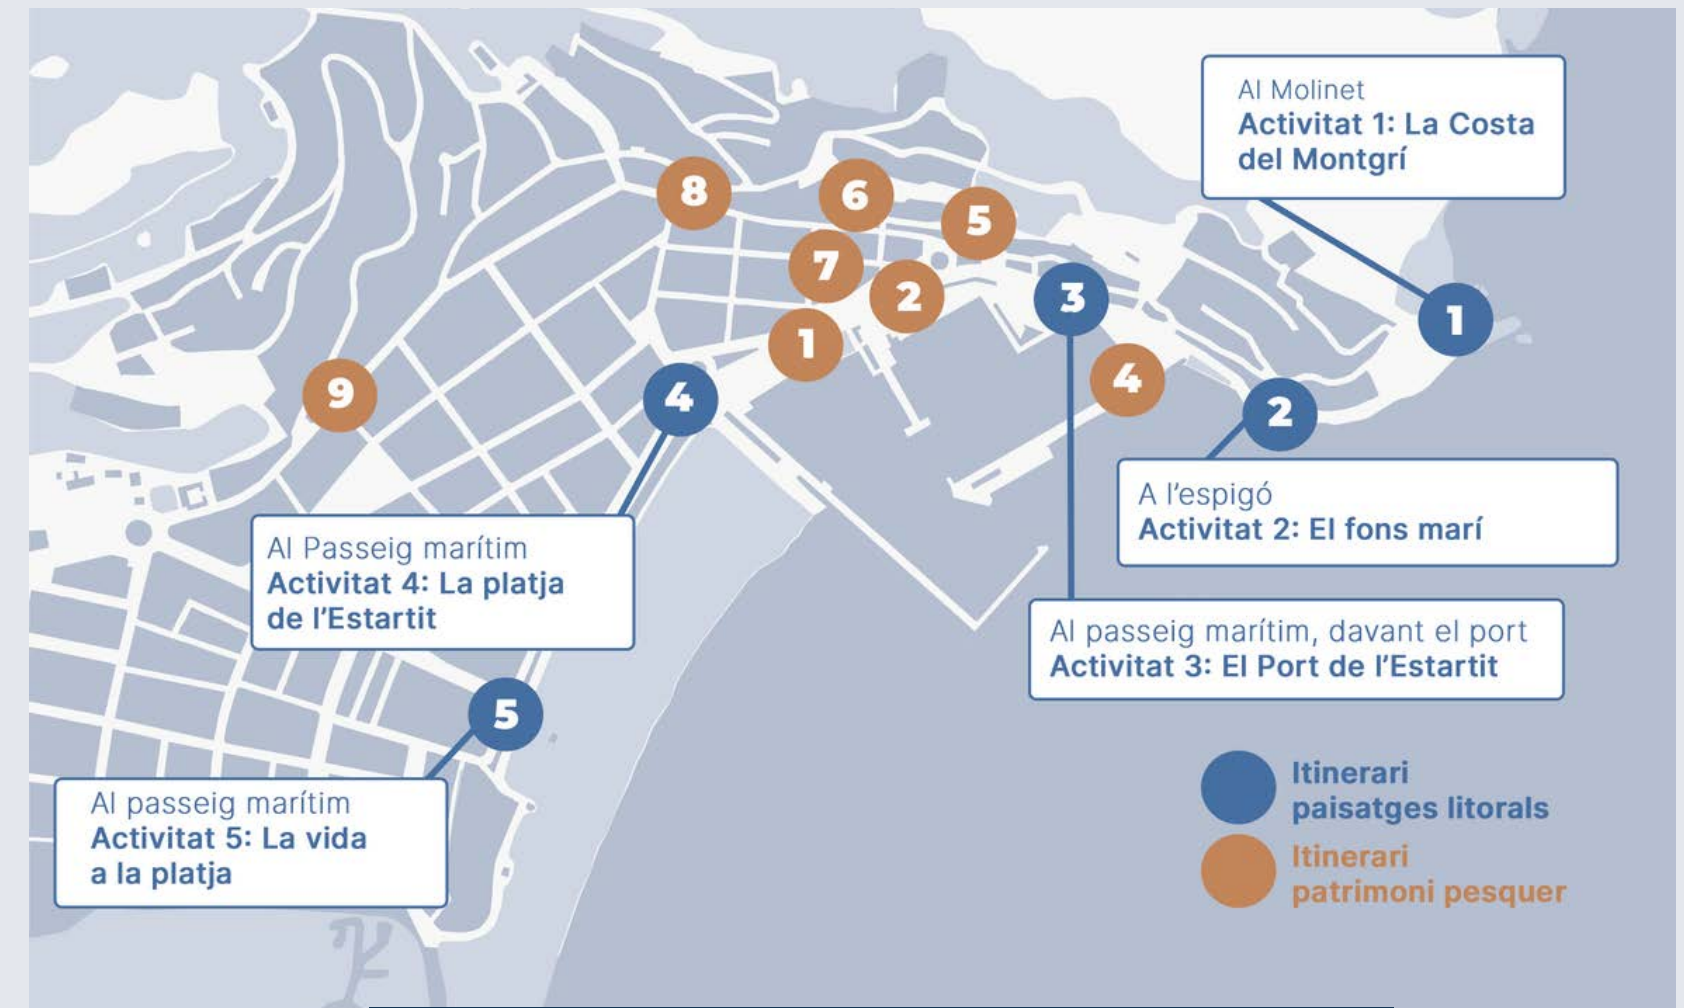 Al Molinet
Activitat 1: La Costa
del Montgrí
8
6
5
7
2
3
1
1
4
9
4
2
A l’espigó
Activitat 2: El fons marí
Al Passeig marítim
Activitat 4: La platja
de l’Estartit
Al passeig marítim, davant el port
Activitat 3: El Port de l’Estartit
5
Al passeig marítim
Activitat 5: La vida
a la platja
Itinerari
paisatges litorals
Itinerari
patrimoni pesquer